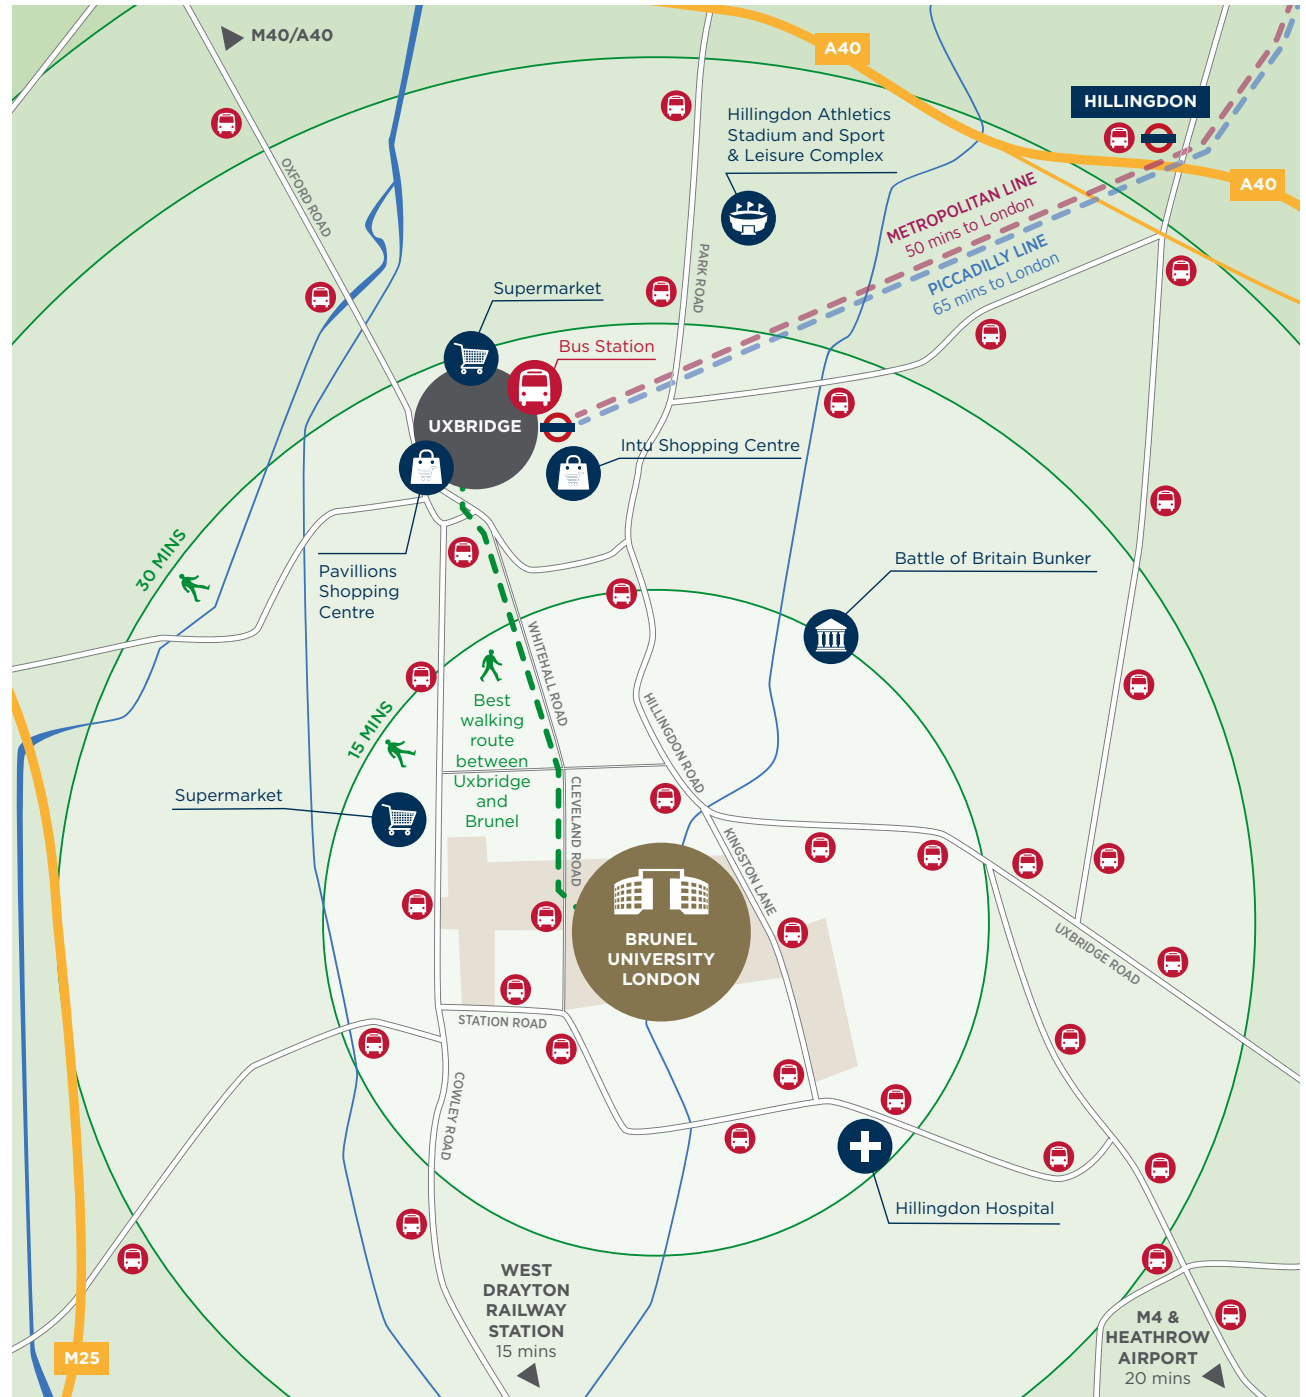 M40/A40
A40
HILLINGDON
Hillingdon Athletics
Stadium and Sport
& Leisure Complex
A40
OXFORD ROAD
METROPOLITAN LINE
50 mins to London
PICCADILLY LINE
65 mins to London
PARK ROAD
Supermarket
Bus Station
UXBRIDGE
Intu Shopping Centre
30 MINS
Pavillions
Shopping
Centre
Battle of Britain Bunker
WHITEHALL ROAD
15 MINS
Best
walking
route
between
Uxbridge
and
Brunel
HILLINGDON ROAD
Supermarket
CLEVELAND ROAD
KINGSTON LANE
BRUNEL
UNIVERSITY
LONDON
UXBRIDGE ROAD
STATION ROAD
COWLEY ROAD
Hillingdon Hospital
WEST
DRAYTON
RAILWAY
STATION
15 mins
M4 &
HEATHROW
AIRPORT
20 mins
M25